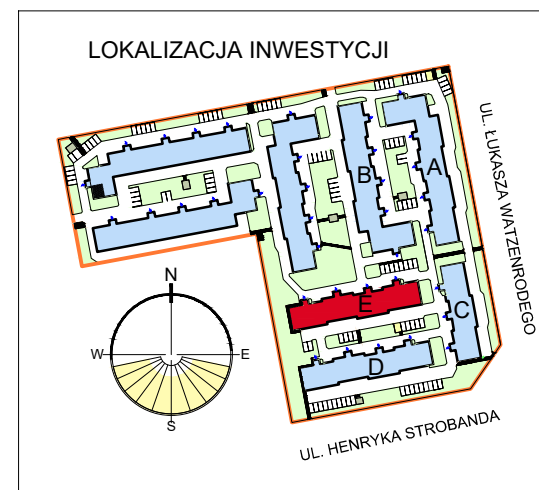 LOKALIZACJA INWESTYCJI
UL. ŁUKASZA WATZENRODEGO
A
B
N
E
C
W
E
D
S
UL. HENRYKA STROBANDA